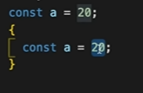 const a = 20;
{
const a = 20;
}